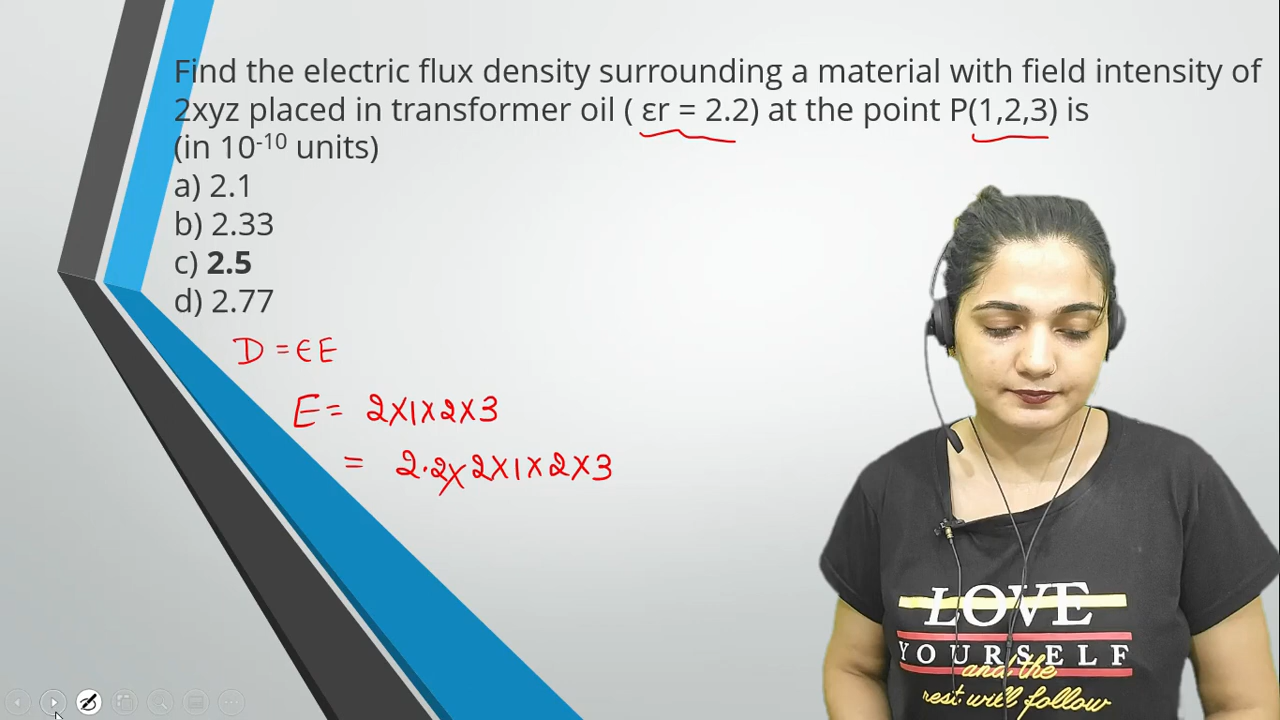 Find the electric flux density surrounding a material with field intensity of
2xyz placed in transformer oil ( εr = 2.2) at the point P(1,2,3) is
(in 10⁻¹⁰ units)
a) 2.1
b) 2.33
c) 2.5
d) 2.77
D = ϵE
E = 2x1x2x3
= 2.2x2x1x2x3
LOVE
YOURSELF
and the
rest will follow